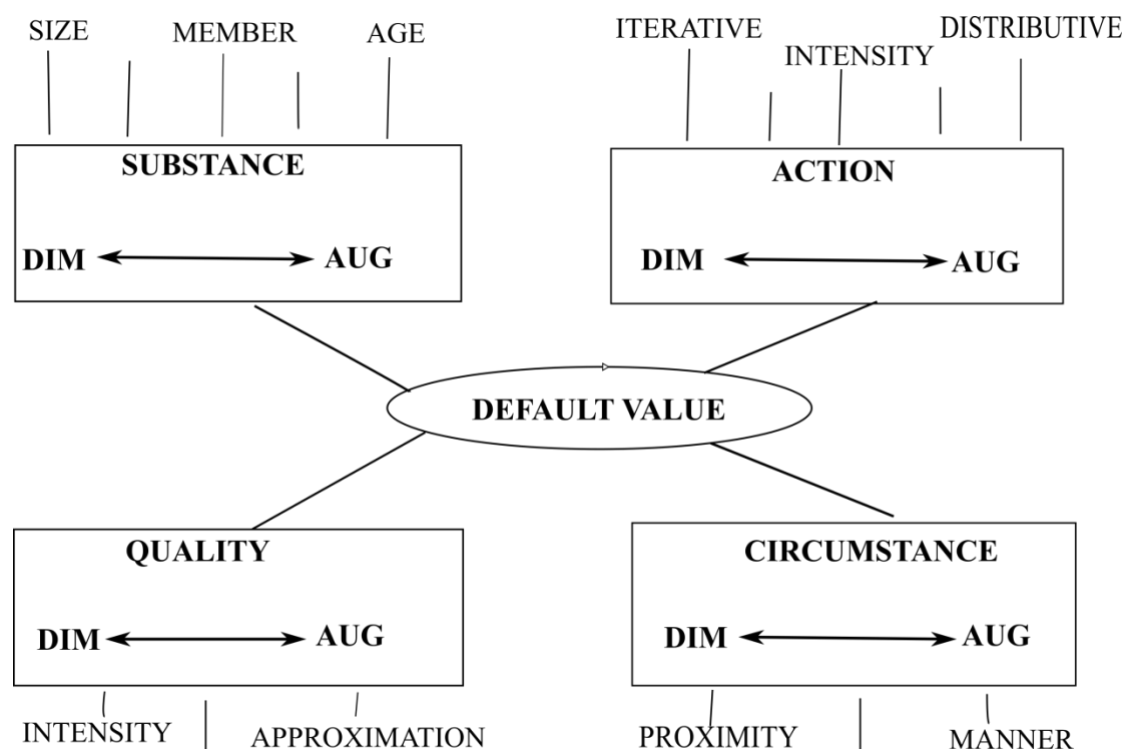 SIZE MEMBER AGE
ITERATIVE INTENSITY DISTRIBUTIVE
SUBSTANCE
DIM AUG
ACTION
DIM AUG
DEFAULT VALUE
QUALITY
DIM AUG
INTENSITY APPROXIMATION
CIRCUMSTANCE
DIM AUG
PROXIMITY MANNER